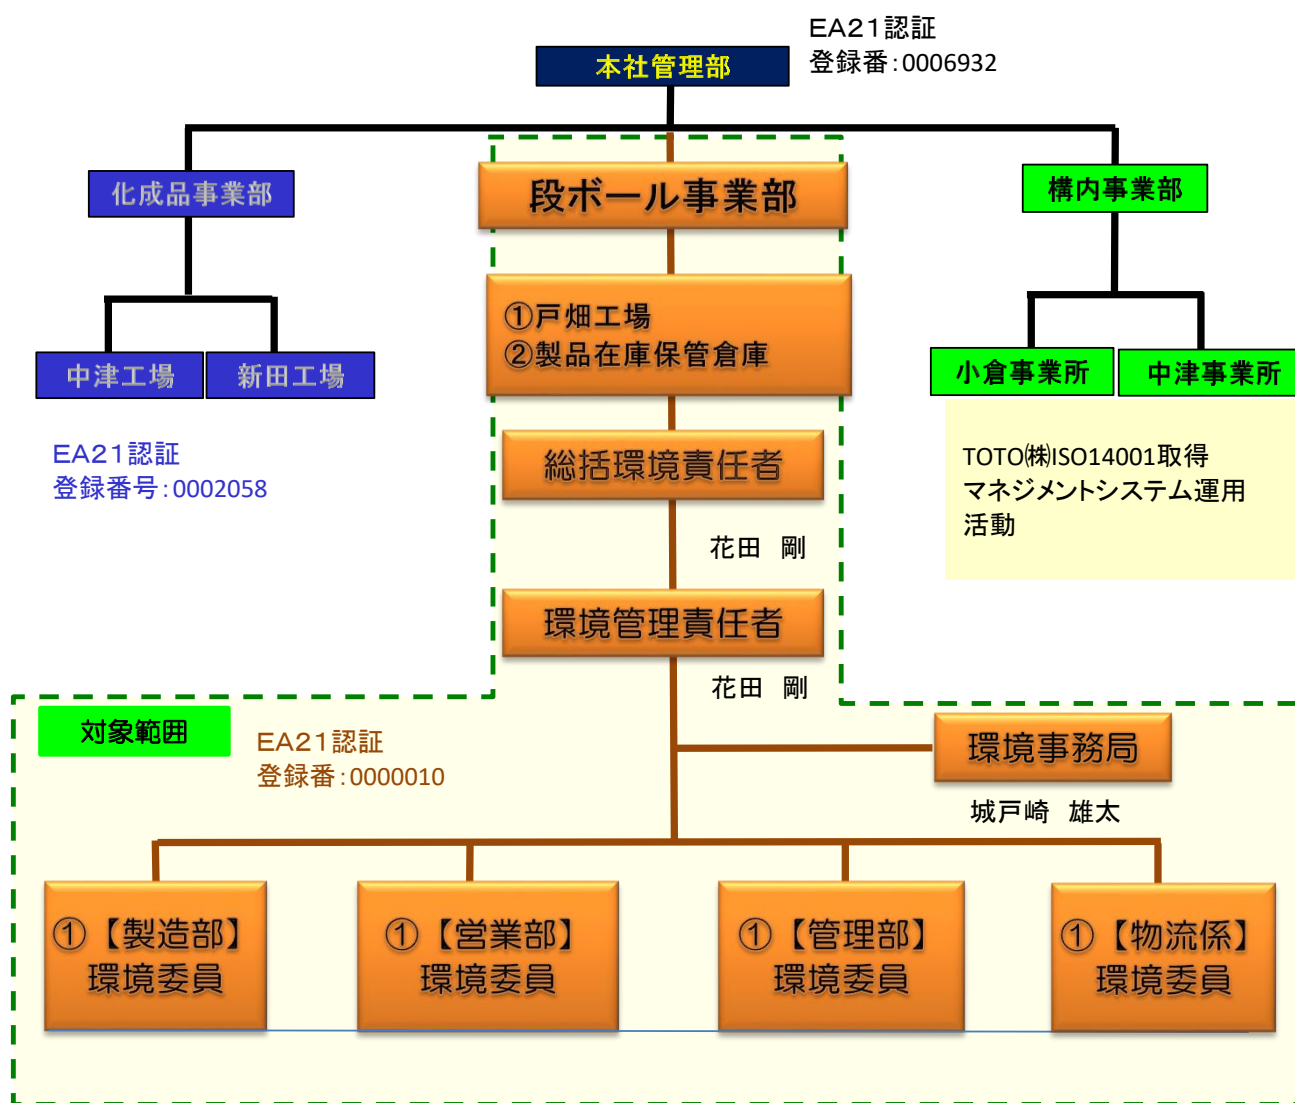 EA21認証
登録番:0006932
本社管理部
化成品事業部
段ボール事業部
構内事業部
①戸畑工場
②製品在庫保管倉庫
中津工場
新田工場
小倉事業所
中津事業所
EA21認証
登録番号:0002058
総括環境責任者
TOTO㈱ISO14001取得
マネジメントシステム運用
活動
花田 剛
環境管理責任者
花田 剛
対象範囲
EA21認証
登録番:0000010
環境事務局
城戸崎 雄太
①【製造部】
環境委員
①【営業部】
環境委員
①【管理部】
環境委員
①【物流係】
環境委員